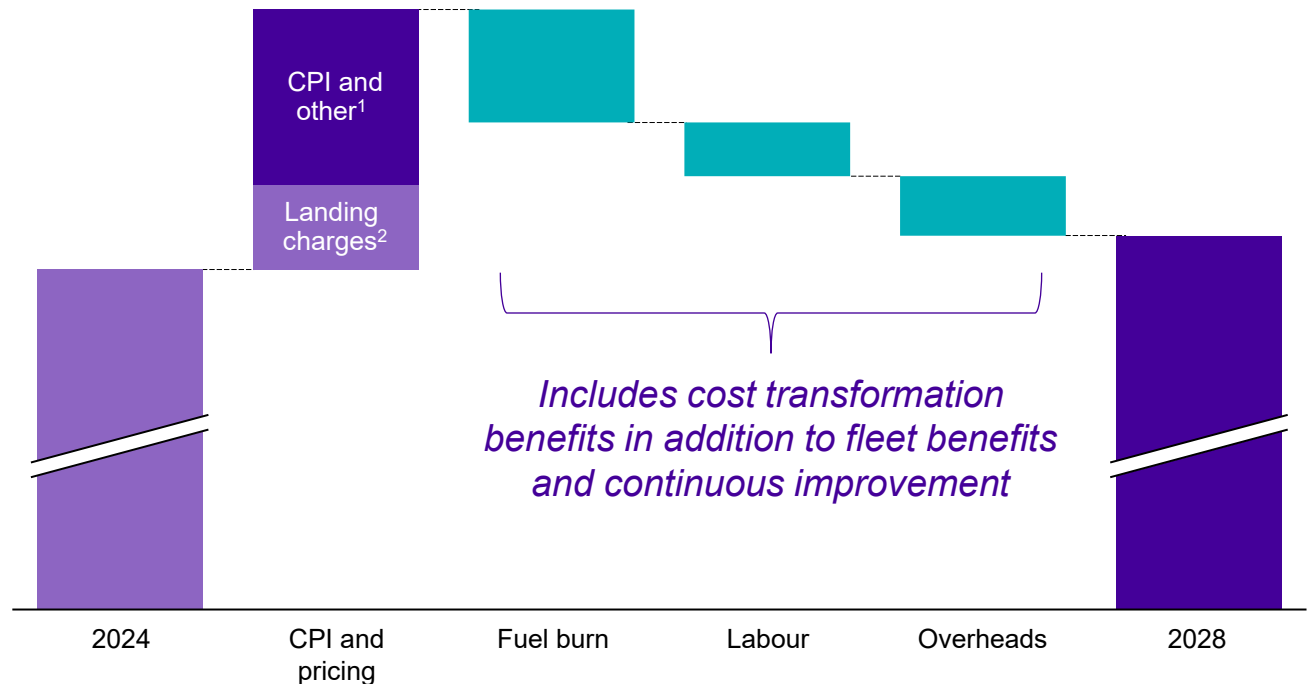 CPI and
other¹
Landing
charges²
Includes cost transformation
benefits in addition to fleet benefits
and continuous improvement
2024
CPI and
pricing
Fuel burn
Labour
Overheads
2028